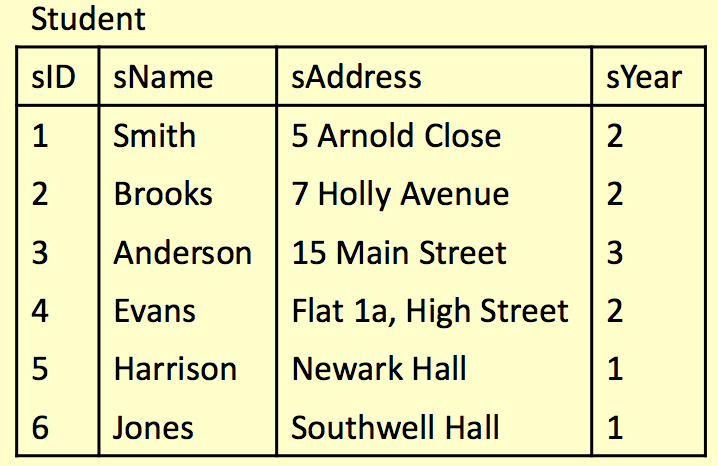 Student
sID sName sAddress sYear
1 Smith 5 Arnold Close 2
2 Brooks 7 Holly Avenue 2
3 Anderson 15 Main Street 3
4 Evans Flat 1a, High Street 2
5 Harrison Newark Hall 1
6 Jones Southwell Hall 1